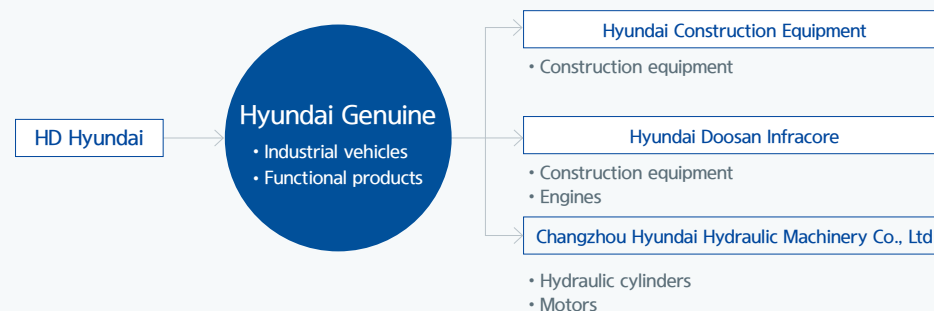 HD Hyundai
Hyundai Genuine
• Industrial vehicles
• Functional products
Hyundai Construction Equipment
• Construction equipment
Hyundai Doosan Infracore
• Construction equipment
• Engines
Changzhou Hyundai Hydraulic Machinery Co., Ltd
• Hydraulic cylinders
• Motors